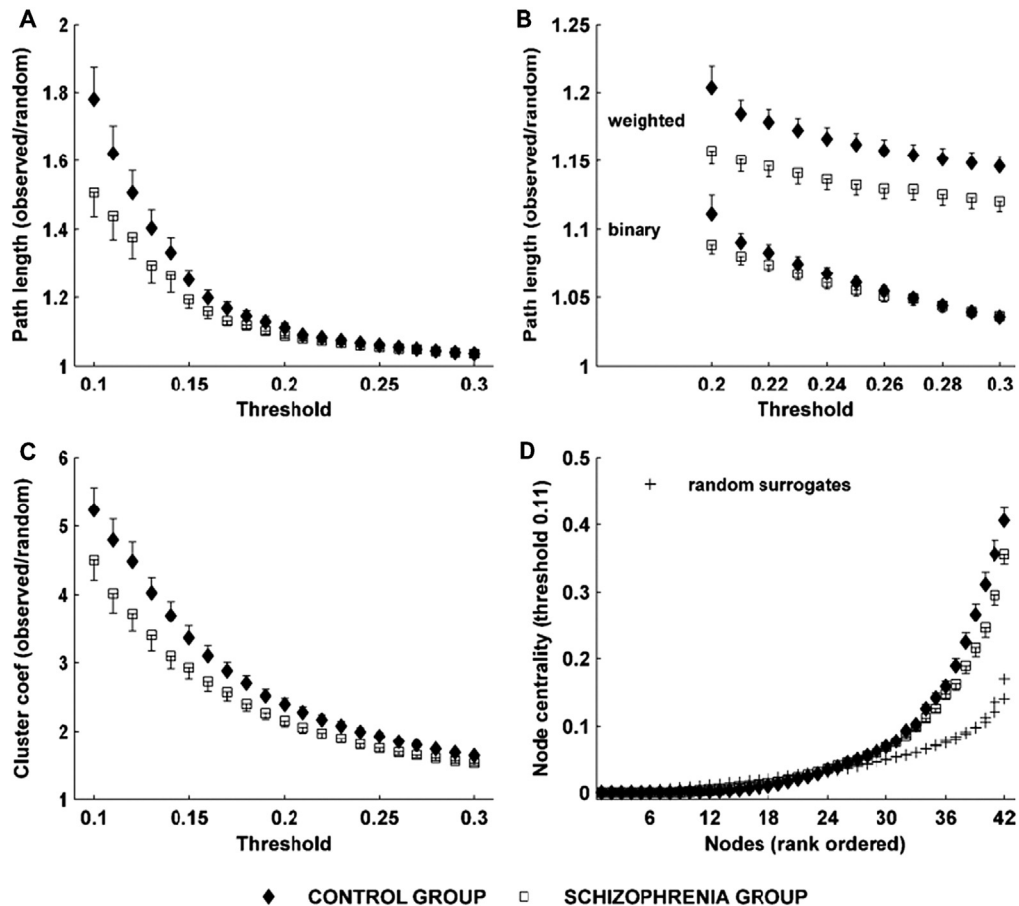 A
Path length (observed/random)
2
1.8
1.6
1.4
1.2
1
0.1 0.15 0.2 0.25 0.3
Threshold
B
Path length (observed/random)
1.25
1.2
1.15
1.1
1.05
1
weighted
binary
0.2 0.22 0.24 0.26 0.28 0.3
Threshold
C
Cluster coef (observed/random)
6
5
4
3
2
1
0.1 0.15 0.2 0.25 0.3
Threshold
D
Node centrality (threshold 0.11)
0.5
0.4
0.3
0.2
0.1
0
+ random surrogates
6 12 18 24 30 36 42
Nodes (rank ordered)
CONTROL GROUP SCHIZOPHRENIA GROUP